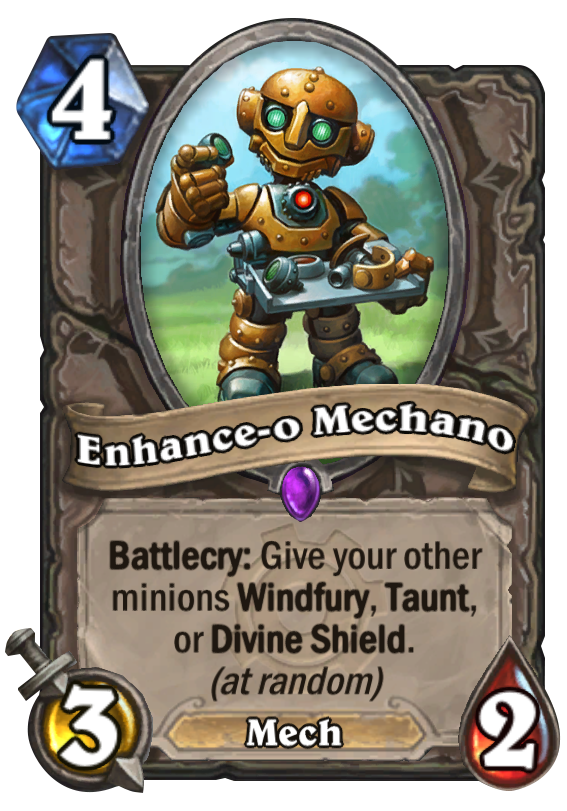 4
Enhance-o Mechano
Battlecry: Give your other
minions Windfury, Taunt,
or Divine Shield.
(at random)
3
Mech
2